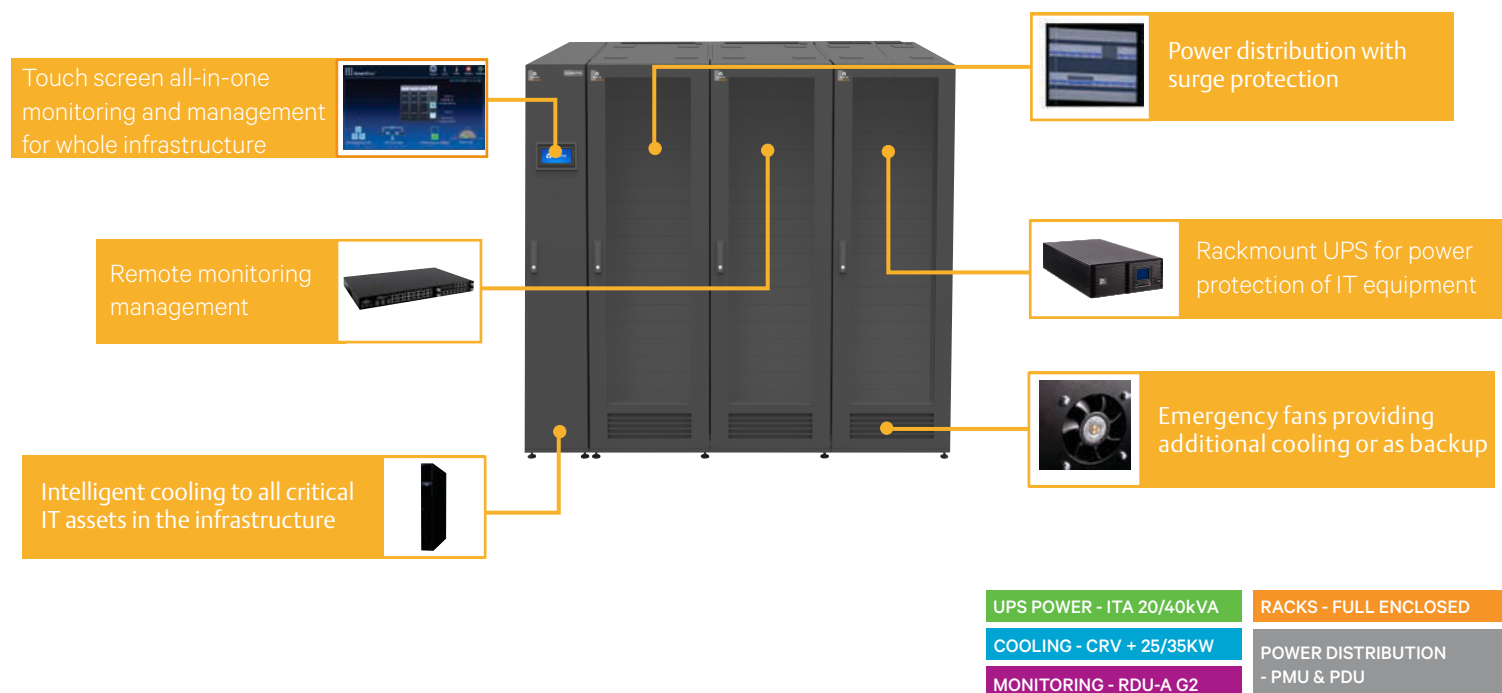 Touch screen all-in-one
monitoring and management
for whole infrastructure
Power distribution with
surge protection
Remote monitoring
management
Rackmount UPS for power
protection of IT equipment
Emergency fans providing
additional cooling or as backup
Intelligent cooling to all critical
IT assets in the infrastructure
UPS POWER - ITA 20/40kVA
RACKS - FULL ENCLOSED
COOLING - CRV + 25/35KW
POWER DISTRIBUTION
- PMU & PDU
MONITORING - RDU-A G2